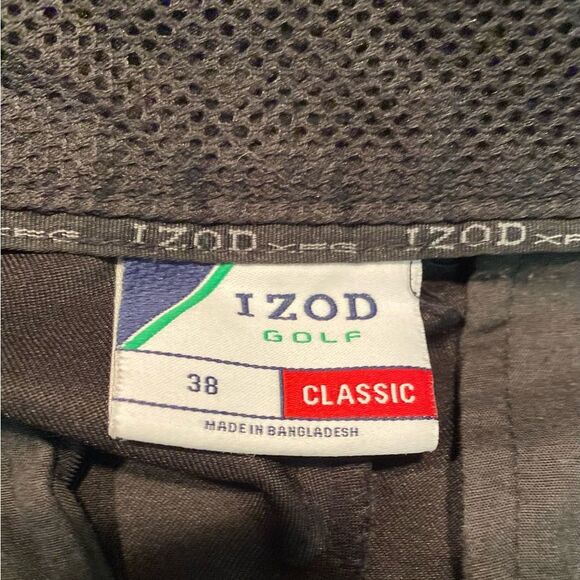 IZOD XFG IZOD XFG
IZOD
GOLF
38 CLASSIC
MADE IN BANGLADESH